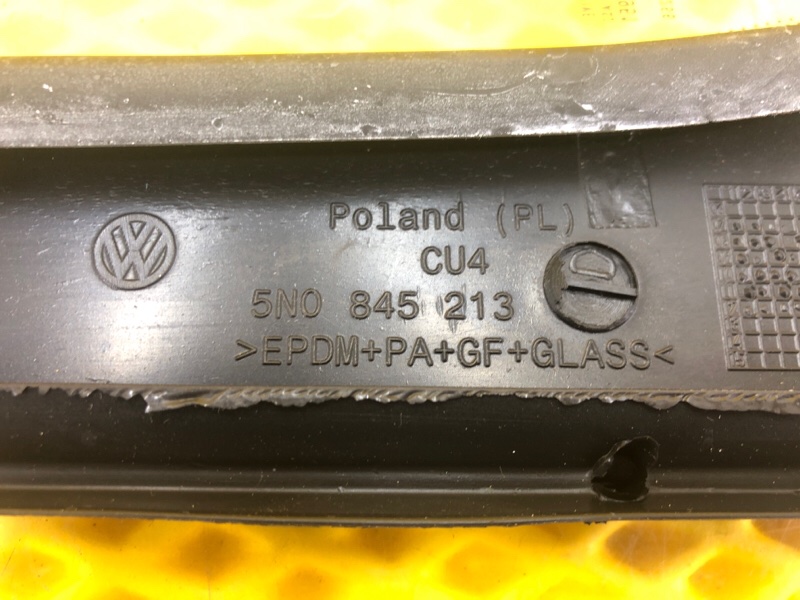 Poland (PL)
CU4
5N0 845 213
>EPDM+PA+GF+GLASS<